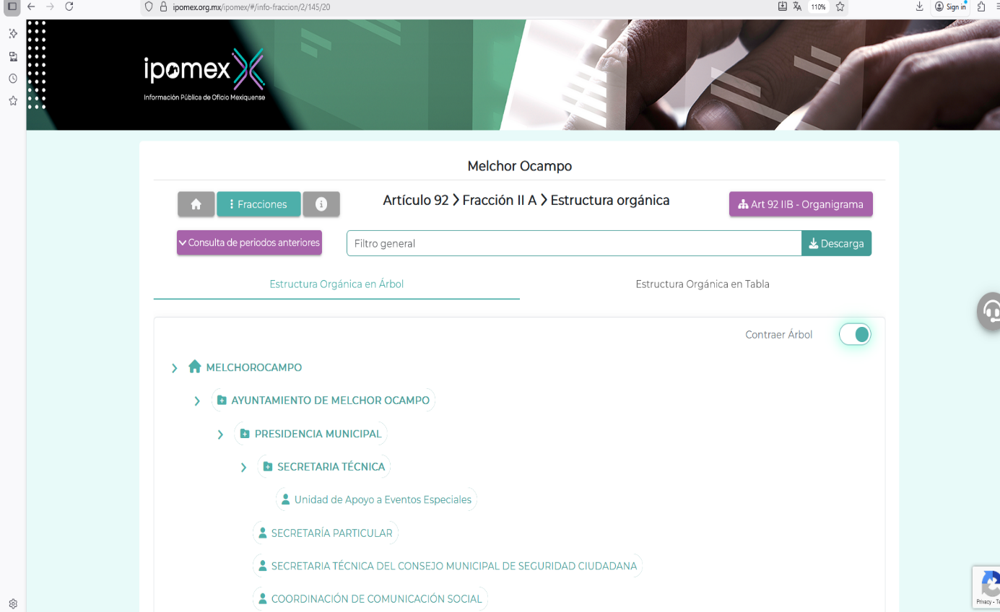 ipomex.org.mx/ipomex/#/info-fraccion/2/145/20
110%
Sign in
ipomex
Información Pública de Oficio Mexiquense
Melchor Ocampo
Fracciones
Artículo 92 > Fracción II A > Estructura orgánica
Art 92 IIB - Organigrama
Consulta de periodos anteriores
Filtro general
Descarga
Estructura Orgánica en Árbol
Estructura Orgánica en Tabla
Contraer Árbol
MELCHOROCAMPO
AYUNTAMIENTO DE MELCHOR OCAMPO
PRESIDENCIA MUNICIPAL
SECRETARIA TÉCNICA
Unidad de Apoyo a Eventos Especiales
SECRETARÍA PARTICULAR
SECRETARIA TÉCNICA DEL CONSEJO MUNICIPAL DE SEGURIDAD CIUDADANA
COORDINACIÓN DE COMUNICACIÓN SOCIAL
Privacy - Te